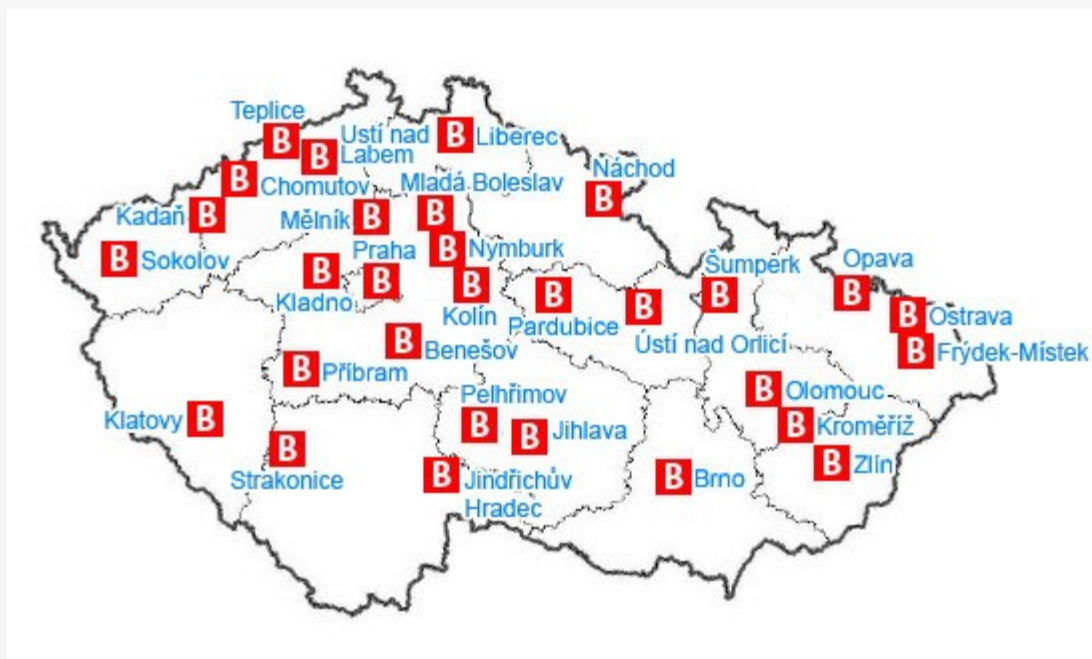 Teplice
B
Ustí nad
Labem
B
B
Liberec
B
Chomutov
Mladá Boleslav
B
Náchod
B
Kadaň
B
Mělník
B
B
Sokolov
B
Nymburk
B
Praha
B
Kladno
B
B
Kolín
B
Pardubice
B
Ústí nad Orlicí
B
Šumperk
B
Opava
B
B
Ostrava
B
Frýdek-Místek
B
Benešov
B
Příbram
Klatovy
B
Pelhřimov
B
B
Jihlava
B
Olomouc
B
Kroměříž
B
Zlín
B
Strakonice
B
Jindřichův
Hradec
B
Brno